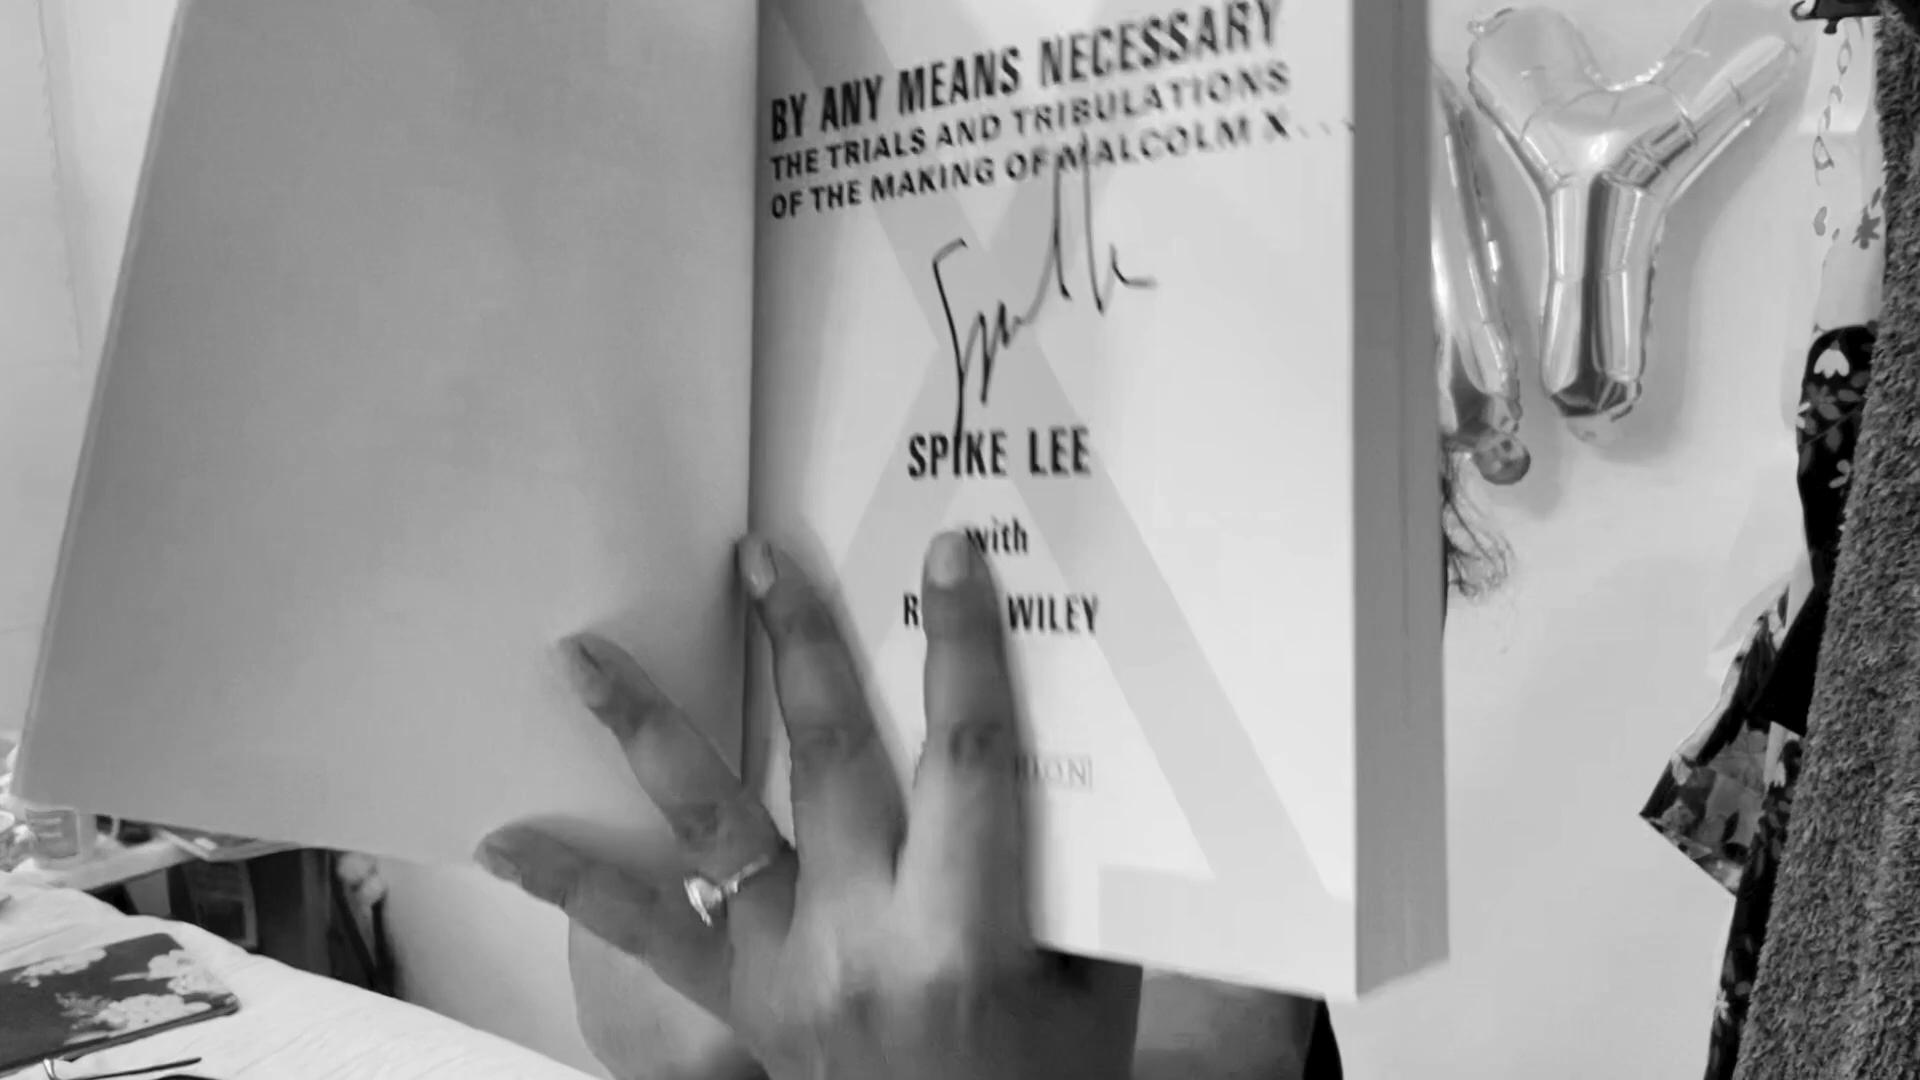 BY ANY MEANS NECESSARY
THE TRIALS AND TRIBULATIONS
OF THE MAKING OF MALCOLM X...
SPIKE LEE
with
WILEY
Y